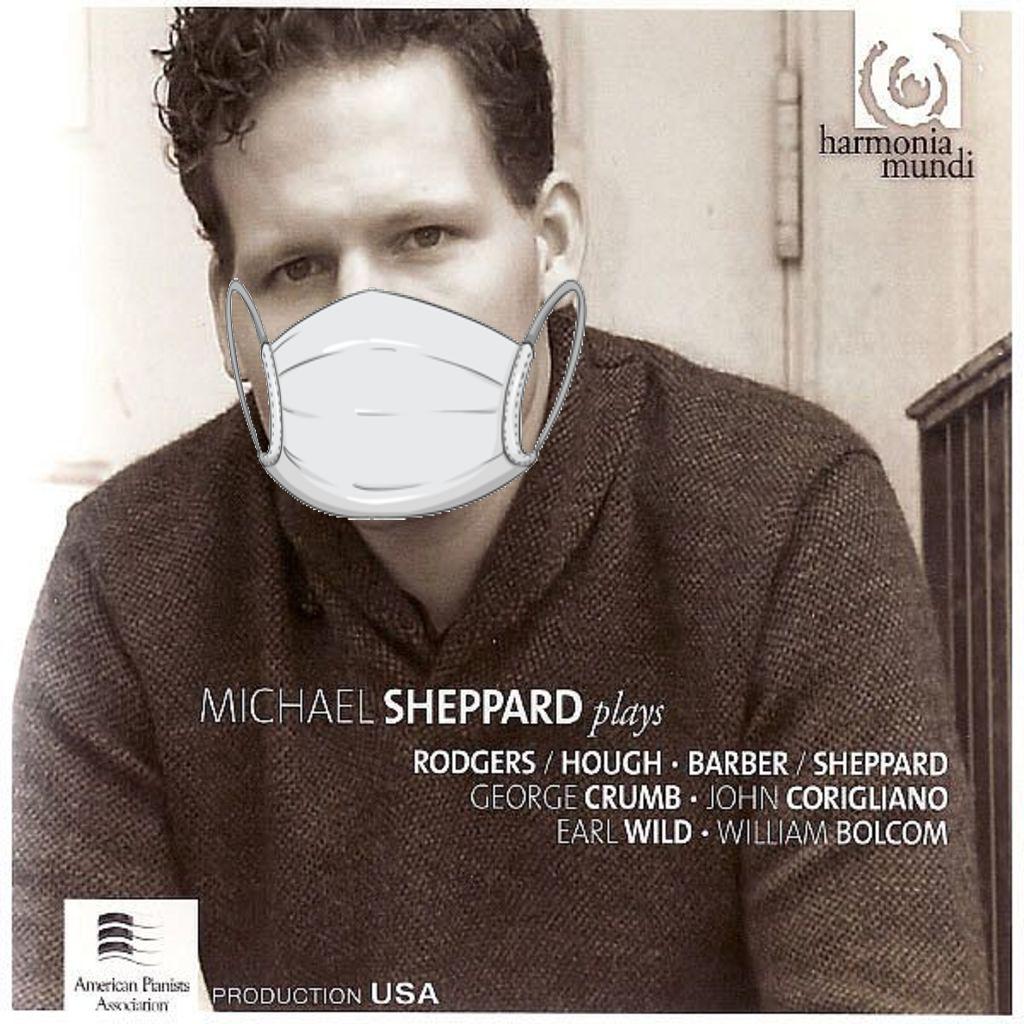 harmonia
mundi
MICHAEL SHEPPARD plays
RODGERS / HOUGH • BARBER / SHEPPARD
GEORGE CRUMB • JOHN CORIGLIANO
EARL WILD • WILLIAM BOLCOM
American Pianists
Association
PRODUCTION USA